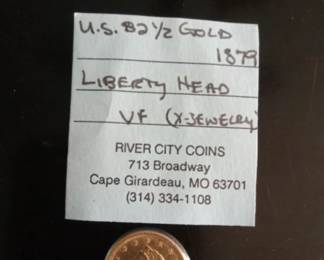 U.S. $2 1/2 GOLD
1879
LIBERTY HEAD
VF (X-JEWELRY)
RIVER CITY COINS
713 Broadway
Cape Girardeau, MO 63701
(314) 334-1108